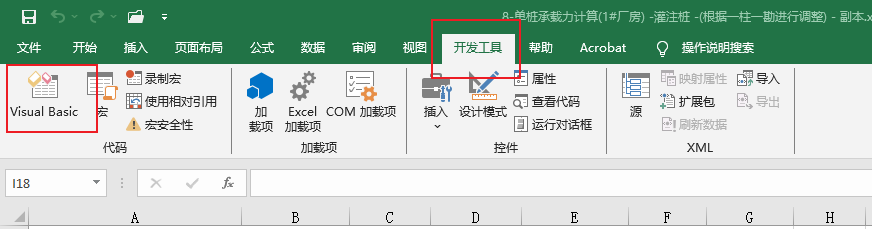 8-单桩承载力计算(1#厂房) -灌注桩 -(根据一柱一勘进行调整) - 副本.x
文件 开始 插入 页面布局 公式 数据 审阅 视图 开发工具 帮助 Acrobat 操作说明搜索
Visual Basic 宏 录制宏 使用相对引用 宏安全性
代码
加载项 Excel 加载项 COM 加载项
加载项
插入 设计模式 属性 查看代码 运行对话框
控件
源 映射属性 扩展包 刷新数据 导入 导出
XML
I18 fx
A B C D E F G H